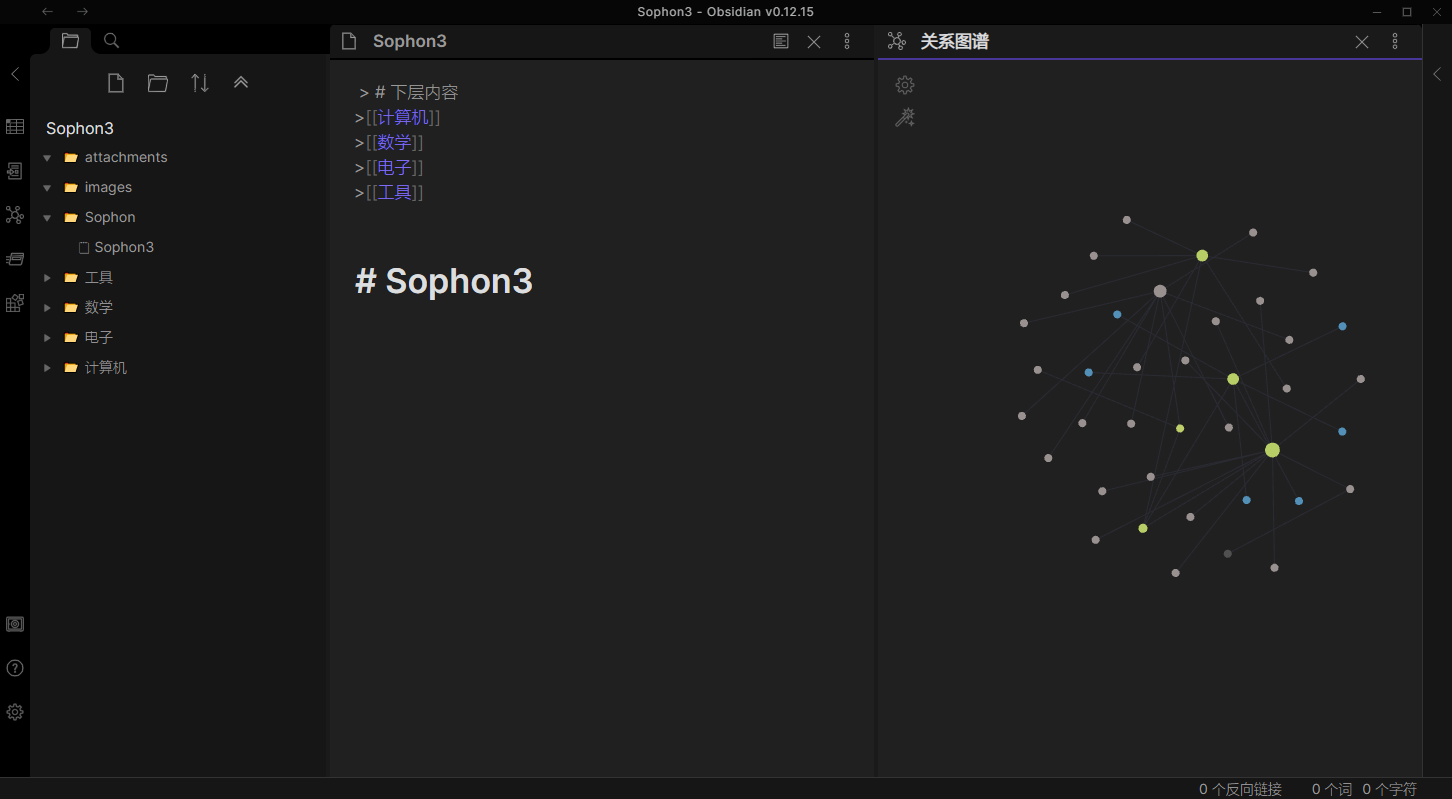 Sophon3 - Obsidian v0.12.15
Sophon3
attachments
images
Sophon
Sophon3
工具
数学
电子
计算机
Sophon3
> # 下层内容
>[[计算机]]
>[[数学]]
>[[电子]]
>[[工具]]
# Sophon3
关系图谱
0 个反向链接 0 个词 0 个字符